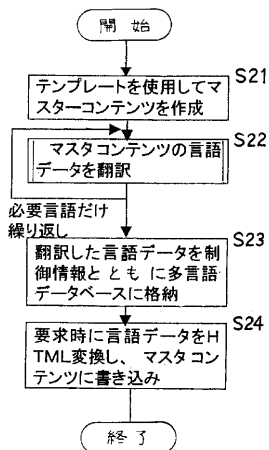 開 始
S21
テンプレートを使用してマ
スターコンテンツを作成
S22
マスタコンテンツの言語
データを翻訳
必要言語だけ
繰り返し
S23
翻訳した言語データを制
御情報とともに多言語
データベースに格納
S24
要求時に言語データをH
TML変換し、マスタコン
テンツに書き込み
終 了